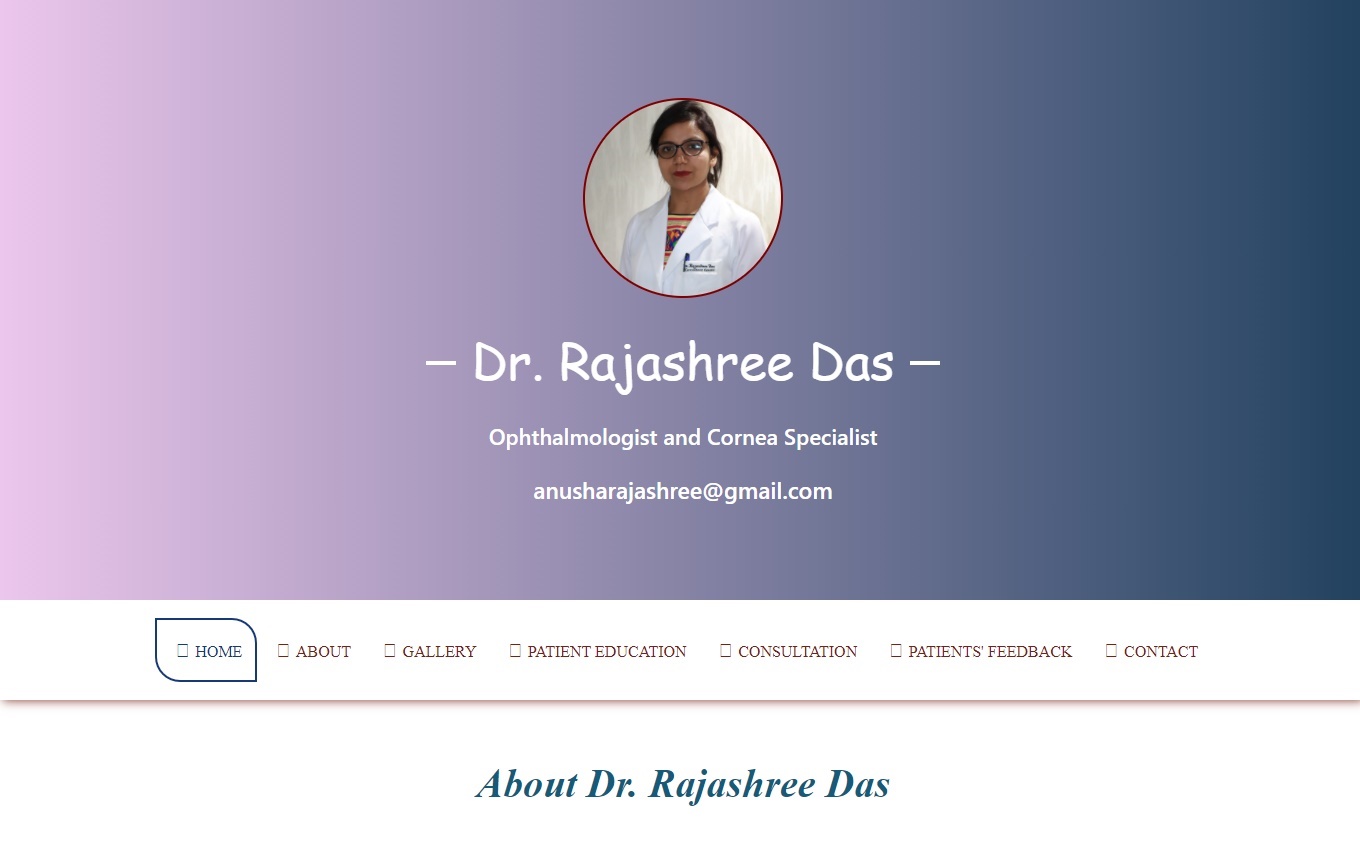 — Dr. Rajashree Das —
Ophthalmologist and Cornea Specialist
anusharajashree@gmail.com
HOME ABOUT GALLERY PATIENT EDUCATION CONSULTATION PATIENTS' FEEDBACK CONTACT
About Dr. Rajashree Das